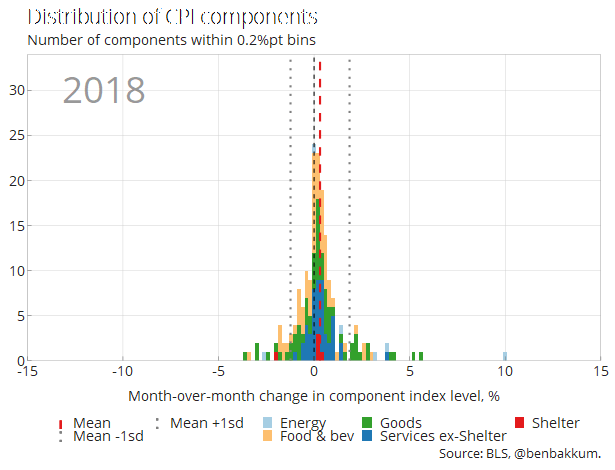 Distribution of CPI components
Number of components within 0.2%pt bins
2018
30
25
20
15
10
5
0
-15 -10 -5 0 5 10 15
Month-over-month change in component index level, %
Mean Mean +1sd Energy Goods Shelter
Mean -1sd Food & bev Services ex-Shelter
Source: BLS, @benbakkum.